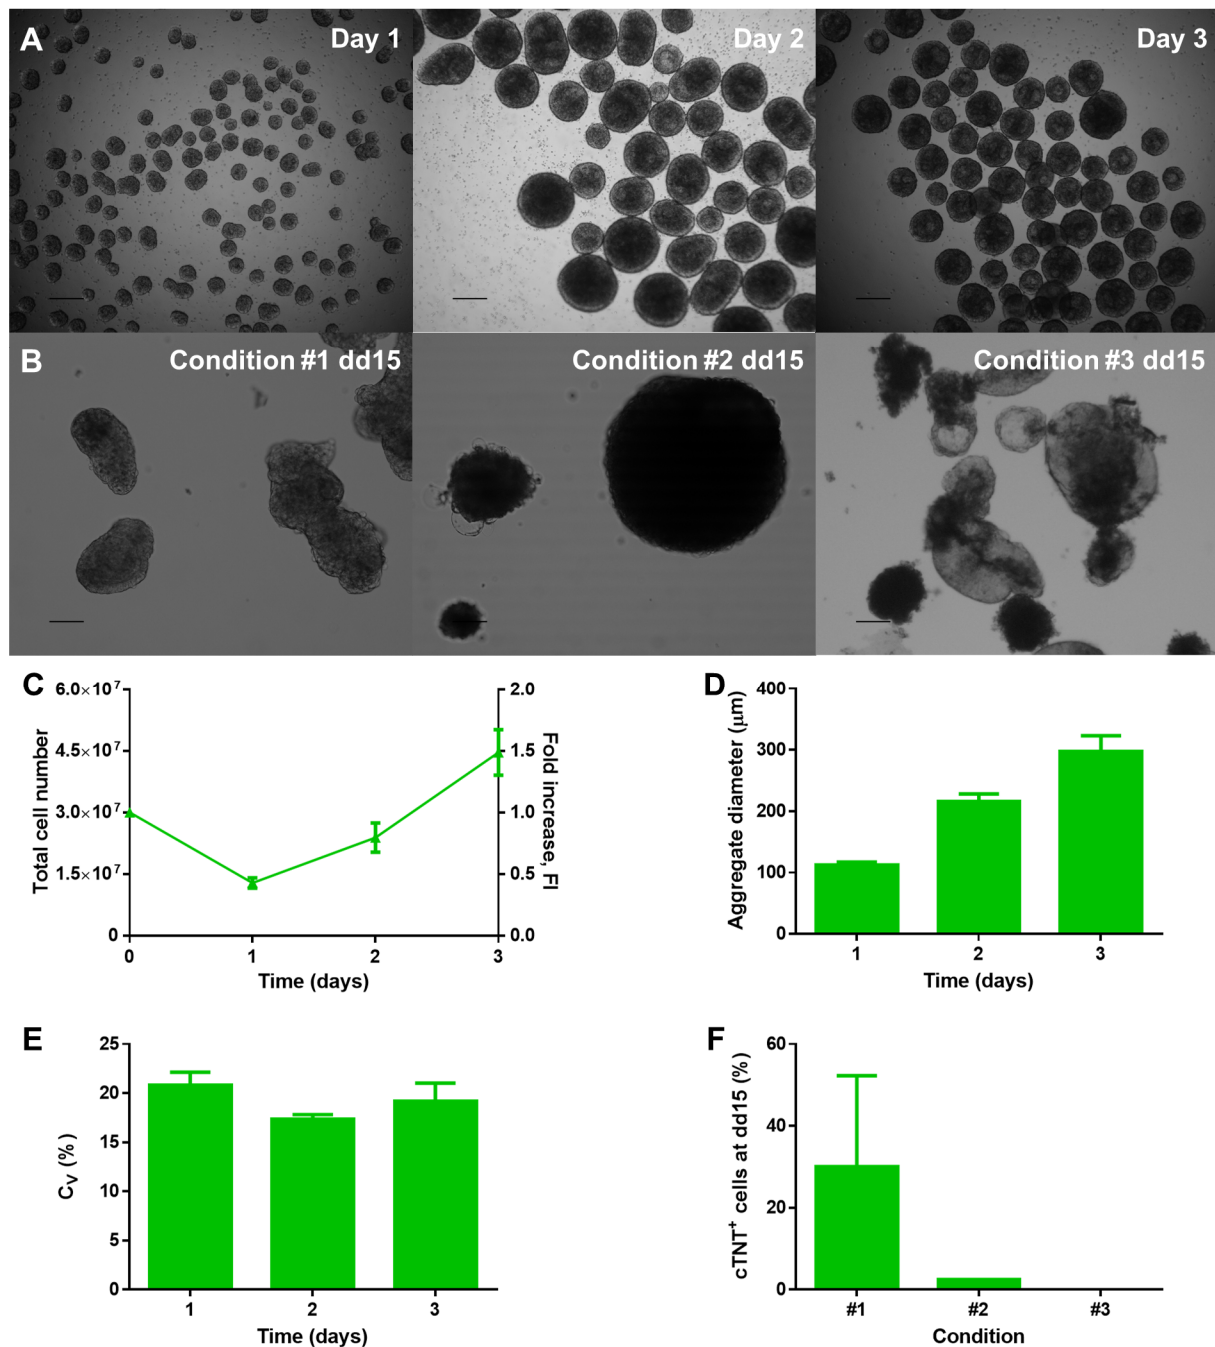 A
Day 1
Day 2
Day 3
B
Condition #1 dd15
Condition #2 dd15
Condition #3 dd15
C
6.0×10⁷
4.5×10⁷
3.0×10⁷
1.5×10⁷
0
Total cell number
2.0
1.5
1.0
0.5
0.0
Fold increase, FI
0 1 2 3
Time (days)
D
400
300
200
100
0
Aggregate diameter (μm)
1 2 3
Time (days)
E
25
20
15
10
5
0
Cᵥ (%)
1 2 3
Time (days)
F
60
40
20
0
cTNT⁺ cells at dd15 (%)
#1 #2 #3
Condition